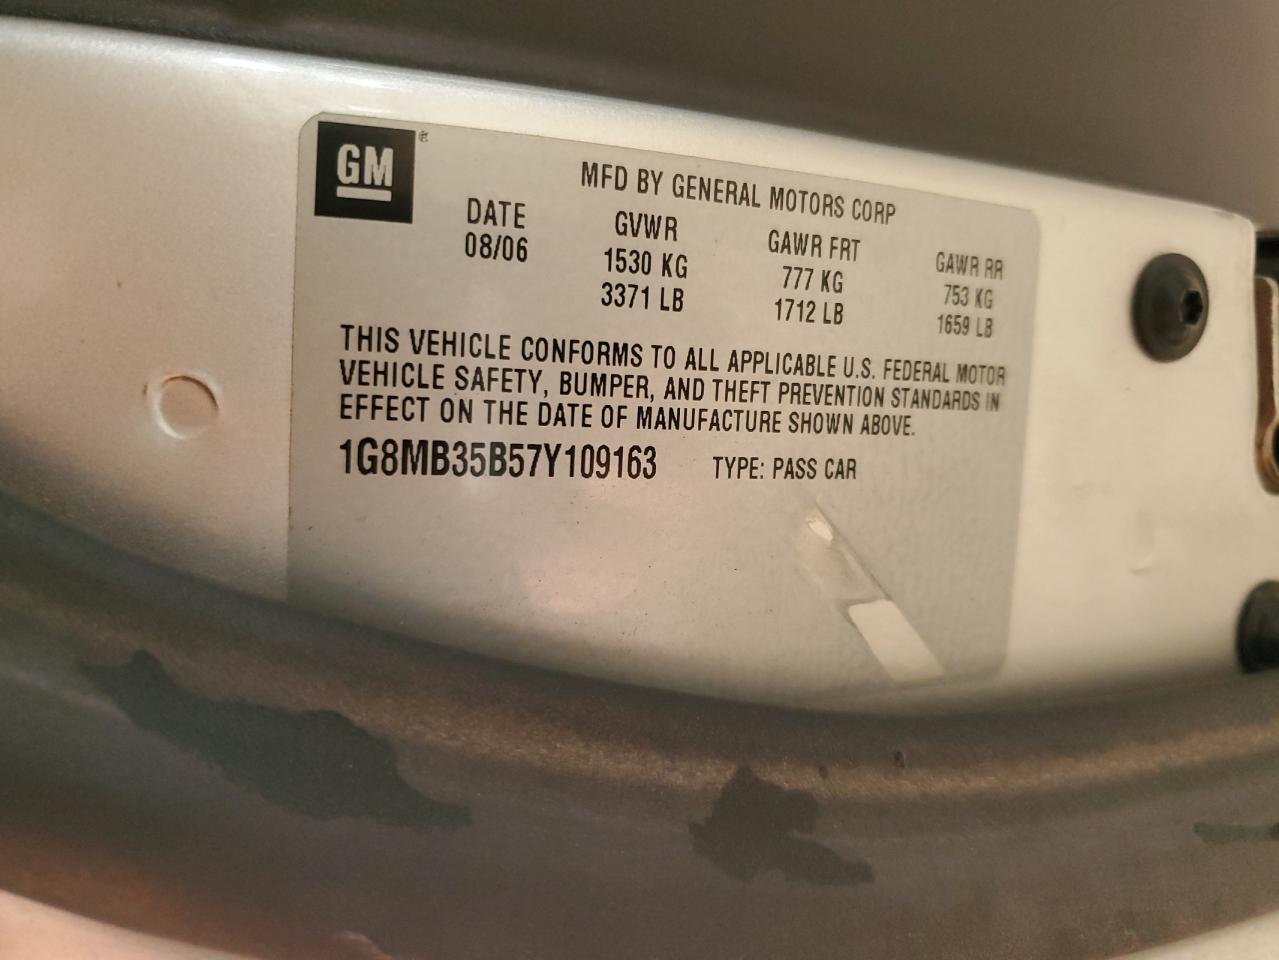 GM ®
MFD BY GENERAL MOTORS CORP
DATE GVWR GAWR FRT GAWR RR
08/06 1530 KG 777 KG 753 KG
3371 LB 1712 LB 1659 LB
THIS VEHICLE CONFORMS TO ALL APPLICABLE U.S. FEDERAL MOTOR
VEHICLE SAFETY, BUMPER, AND THEFT PREVENTION STANDARDS IN
EFFECT ON THE DATE OF MANUFACTURE SHOWN ABOVE.
1G8MB35B57Y109163 TYPE: PASS CAR